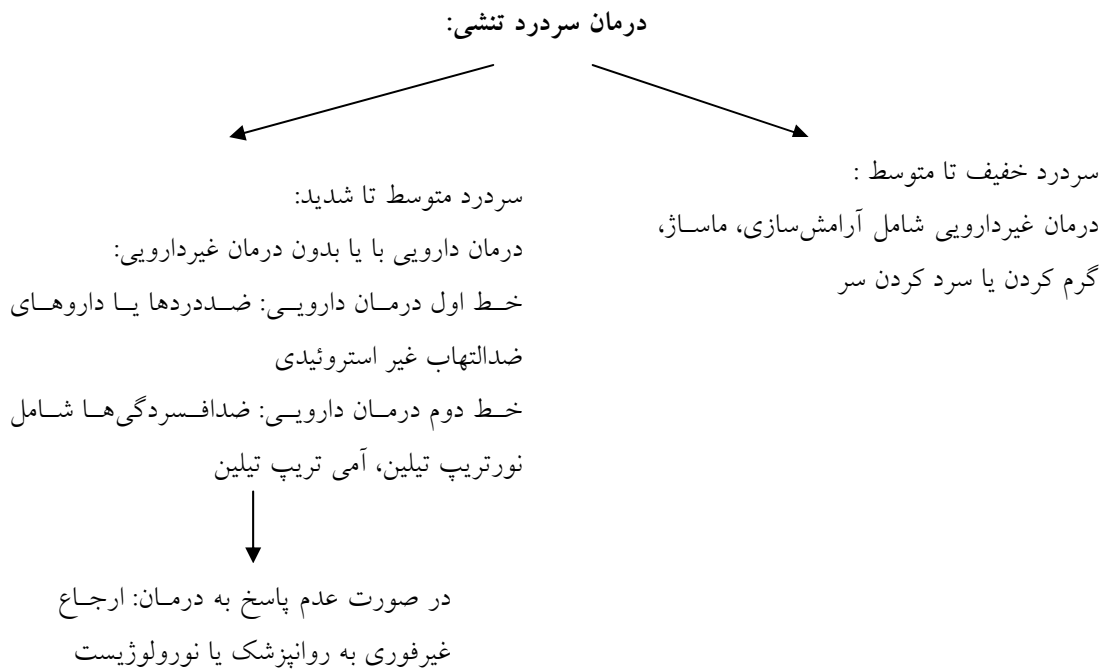 درمان سردرد تنشی:
سردرد خفیف تا متوسط :
درمان غیردارویی شامل آرامش‌سازی، ماساژ،
گرم کردن یا سرد کردن سر
سردرد متوسط تا شدید:
درمان دارویی با یا بدون درمان غیردارویی:
خط اول درمان دارویی: ضددردها یا داروهای
ضدالتهاب غیر استروئیدی
خط دوم درمان دارویی: ضدافسردگی‌ها شامل
نورتریپ تیلین، آمی تریپ تیلین
در صورت عدم پاسخ به درمان: ارجاع
غیرفوری به روانپزشک یا نورولوژیست